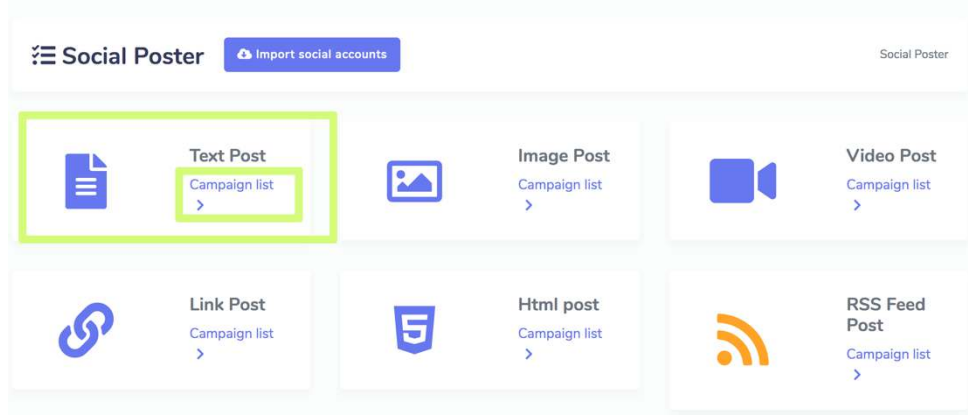 Social Poster
Import social accounts
Social Poster
Text Post
Campaign list
Image Post
Campaign list
Video Post
Campaign list
Link Post
Campaign list
Html post
Campaign list
RSS Feed
Post
Campaign list